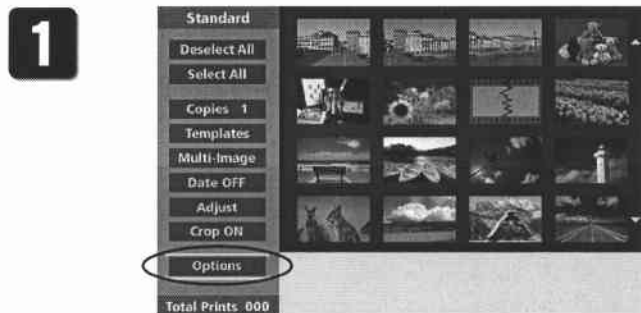 1
Standard
Deselect All
Select All
Copies 1
Templates
Multi-Image
Date OFF
Adjust
Crop ON
Options
Total Prints 000